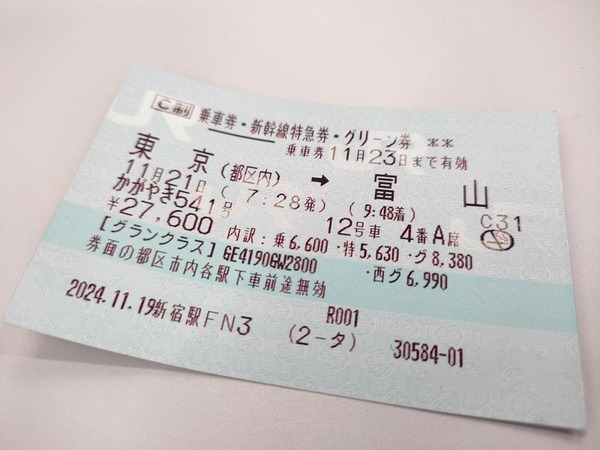 C制 乗車券・新幹線特急券・グリーン券 **
乗車券11月23日まで有効
東京(都区内) → 富山
11月21日 (7:28発) (9:48着) C31
かがやき541号 12号車 4番A席
¥27,600 内訳:乗6,600・特5,630・グ8,380
【グランクラス】GE4190GW2800 ・西グ6,990
券面の都区市内各駅下車前途無効
2024.11.19新宿駅FN3 (2-タ) R001
30584-01